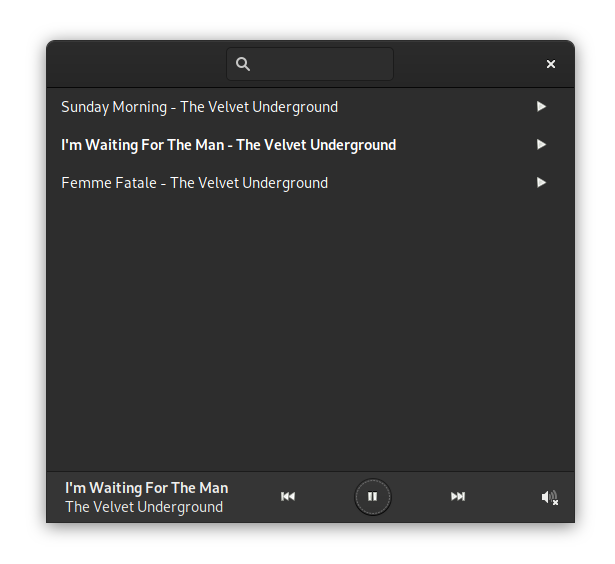 Sunday Morning - The Velvet Underground
I'm Waiting For The Man - The Velvet Underground
Femme Fatale - The Velvet Underground
I'm Waiting For The Man
The Velvet Underground